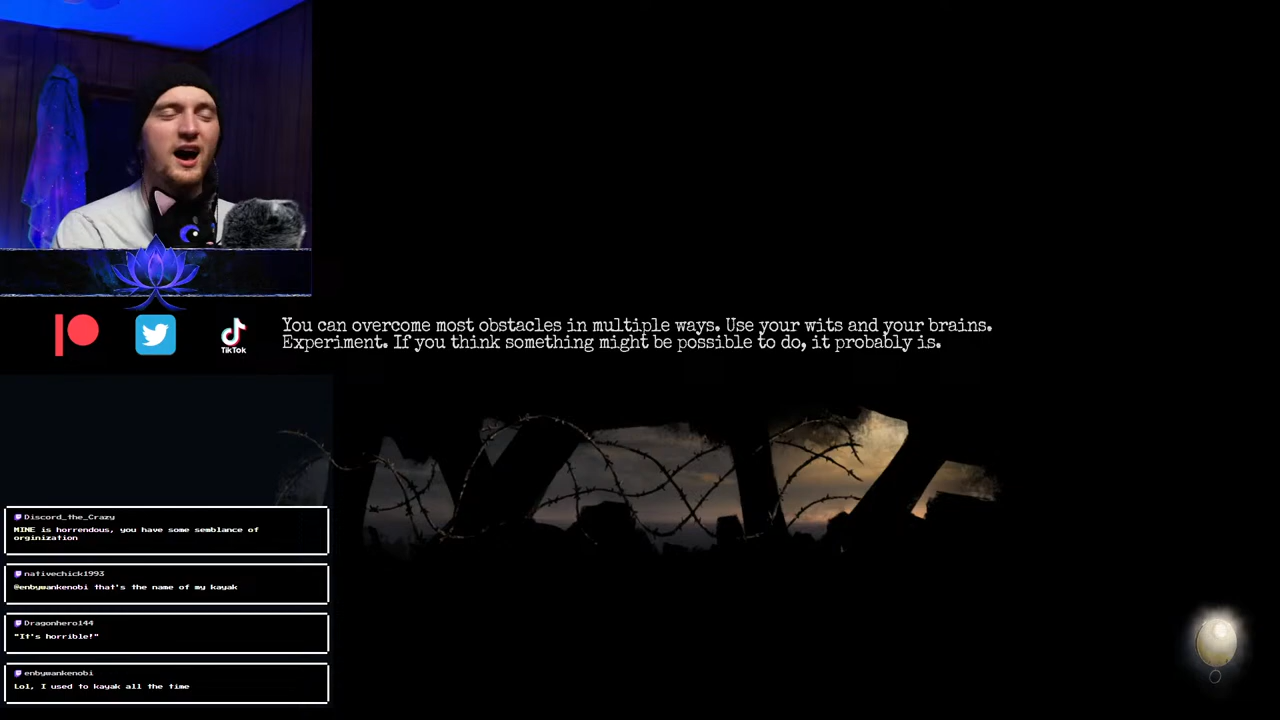 TikTok
You can overcome most obstacles in multiple ways. Use your wits and your brains.
Experiment. If you think something might be possible to do, it probably is.
Discord_the_Crazy
MINE is horrendous, you have some semblance of
orginization
nativechick1993
@enbywankenobi that's the name of my kayak
Dragonhero144
"It's horrible!"
enbywankenobi
Lol, I used to kayak all the time